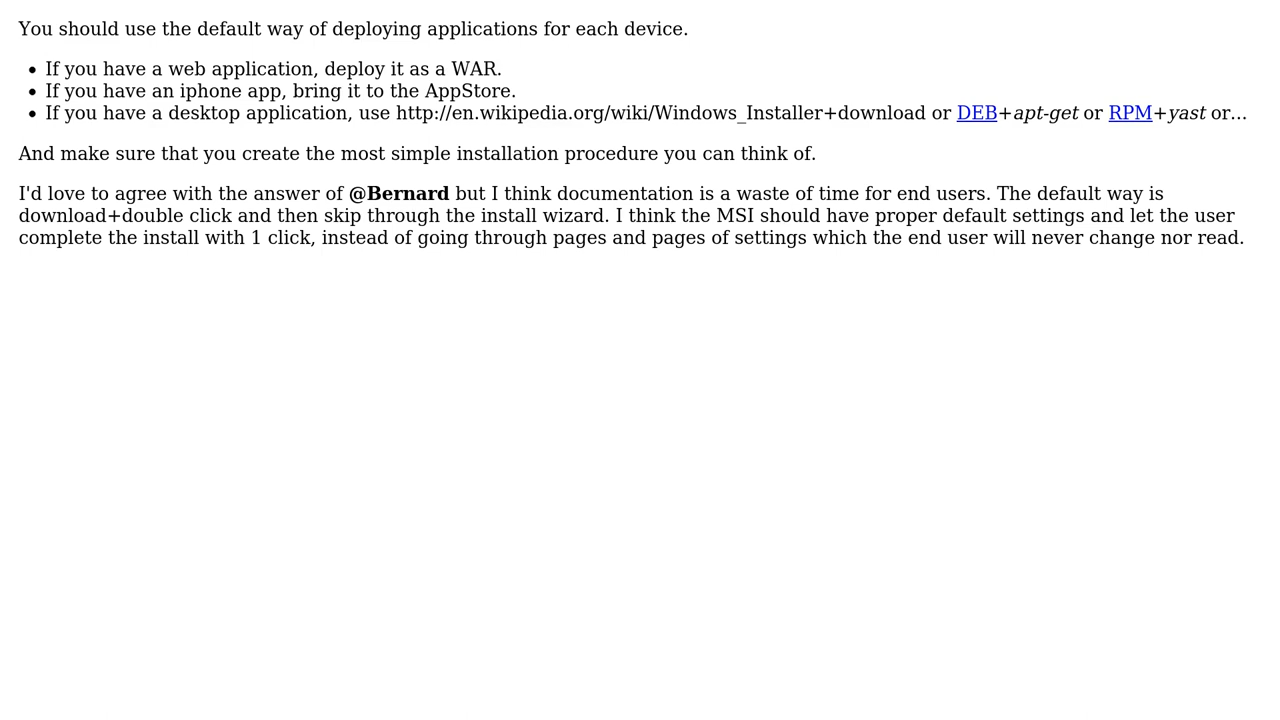 You should use the default way of deploying applications for each device.
• If you have a web application, deploy it as a WAR.
• If you have an iphone app, bring it to the AppStore.
• If you have a desktop application, use http://en.wikipedia.org/wiki/Windows_Installer+download or DEB+apt-get or RPM+yast or...
And make sure that you create the most simple installation procedure you can think of.
I'd love to agree with the answer of @Bernard but I think documentation is a waste of time for end users. The default way is
download+double click and then skip through the install wizard. I think the MSI should have proper default settings and let the user
complete the install with 1 click, instead of going through pages and pages of settings which the end user will never change nor read.